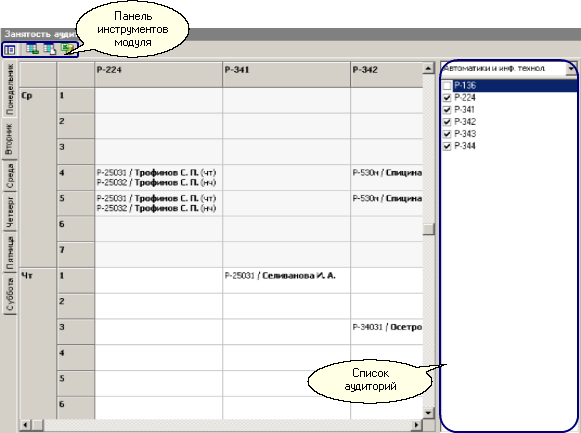 Панель
инструментов
модуля
Занятость ауди
Р-224 Р-341 Р-342
Ср 1
2
3
4 Р-25031 / Трофимов С. П. (чт) Р-530м / Спицина
Р-25032 / Трофимов С. П. (нч)
5 Р-25031 / Трофимов С. П. (чт) Р-530м / Спицина
Р-25032 / Трофимов С. П. (нч)
6
7
Чт 1 Р-25031 / Селиванова И. А.
2
3 Р-34031 / Осетро
4
5
6
Понедельник
Вторник
Среда
Четверг
Пятница
Суббота
Автоматики и инф. технол.
Р-136
Р-224
Р-341
Р-342
Р-343
Р-344
Список
аудиторий